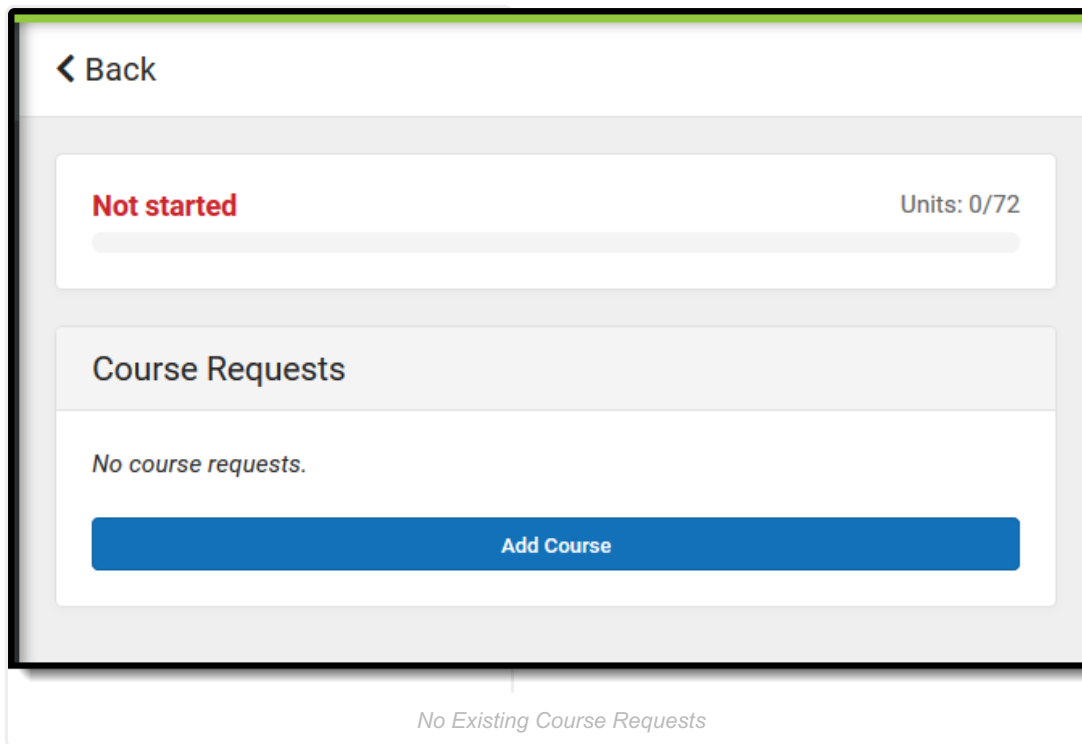 Back
Not started
Units: 0/72
Course Requests
No course requests.
Add Course
No Existing Course Requests